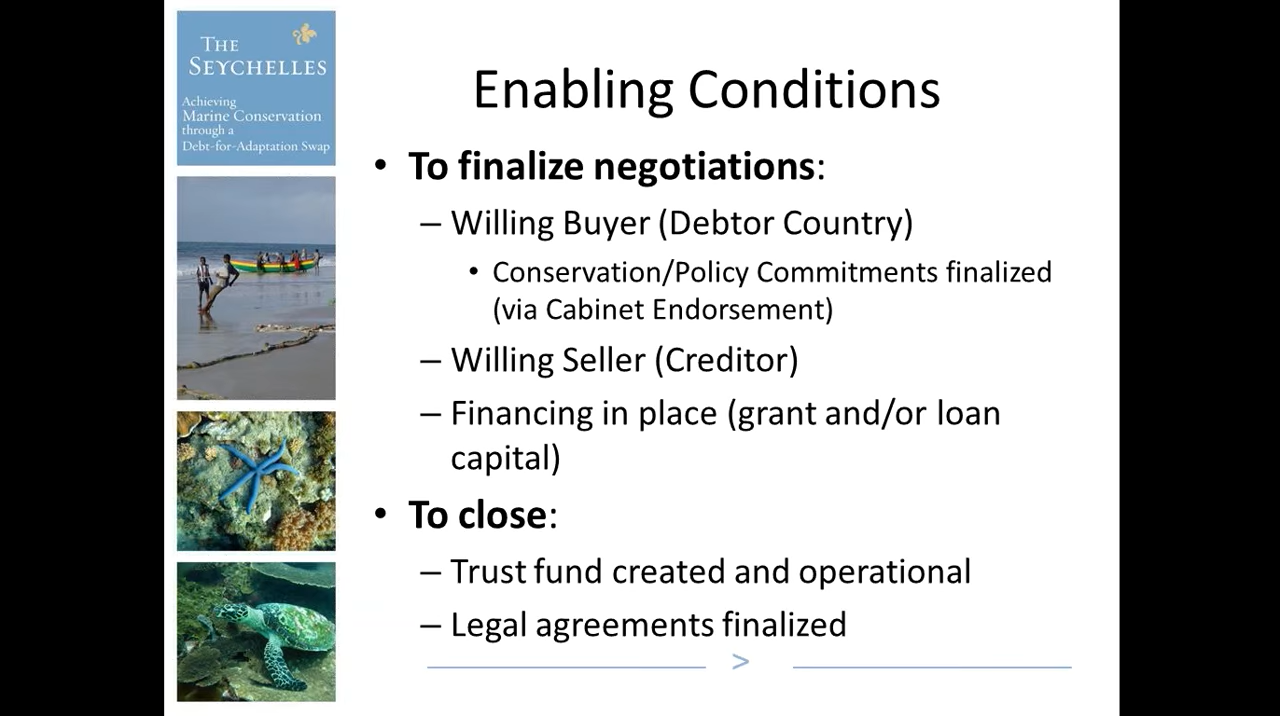 THE
SEYCHELLES
Achieving
Marine Conservation
through a
Debt-for-Adaptation Swap
Enabling Conditions
• To finalize negotiations:
– Willing Buyer (Debtor Country)
• Conservation/Policy Commitments finalized
(via Cabinet Endorsement)
– Willing Seller (Creditor)
– Financing in place (grant and/or loan
capital)
• To close:
– Trust fund created and operational
– Legal agreements finalized
>